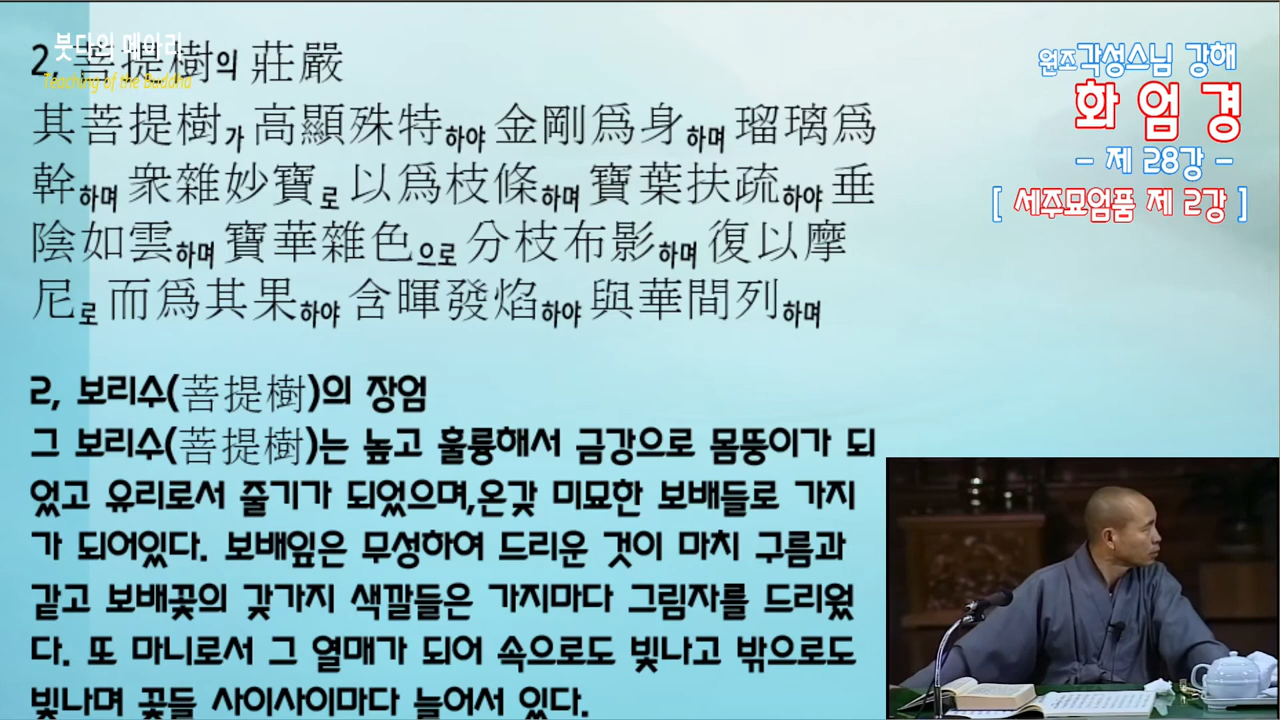 붓다의 메아리
Teaching of the Buddha
2, 菩提樹의 莊嚴
其菩提樹가 高顯殊特하야 金剛爲身하며 瑠璃爲
幹하며 衆雜妙寶로 以爲枝條하며 寶葉扶疏하야 垂
陰如雲하며 寶華雜色으로 分枝布影하며 復以摩
尼로 而爲其果하야 含暉發焰하야 與華間列하며
2, 보리수(菩提樹)의 장엄
그 보리수(菩提樹)는 높고 훌륭해서 금강으로 몸뚱이가 되
었고 유리로서 줄기가 되었으며,온갖 미묘한 보배들로 가지
가 되어있다. 보배잎은 무성하여 드리운 것이 마치 구름과
같고 보배꽃의 갖가지 색깔들은 가지마다 그림자를 드리웠
다. 또 마니로서 그 열매가 되어 속으로도 빛나고 밖으로도
빛나며 꽃들 사이사이마다 늘어서 있다.
원조각성스님 강해
화 엄 경
- 제 28강 -
[ 세주묘엄품 제 2강 ]